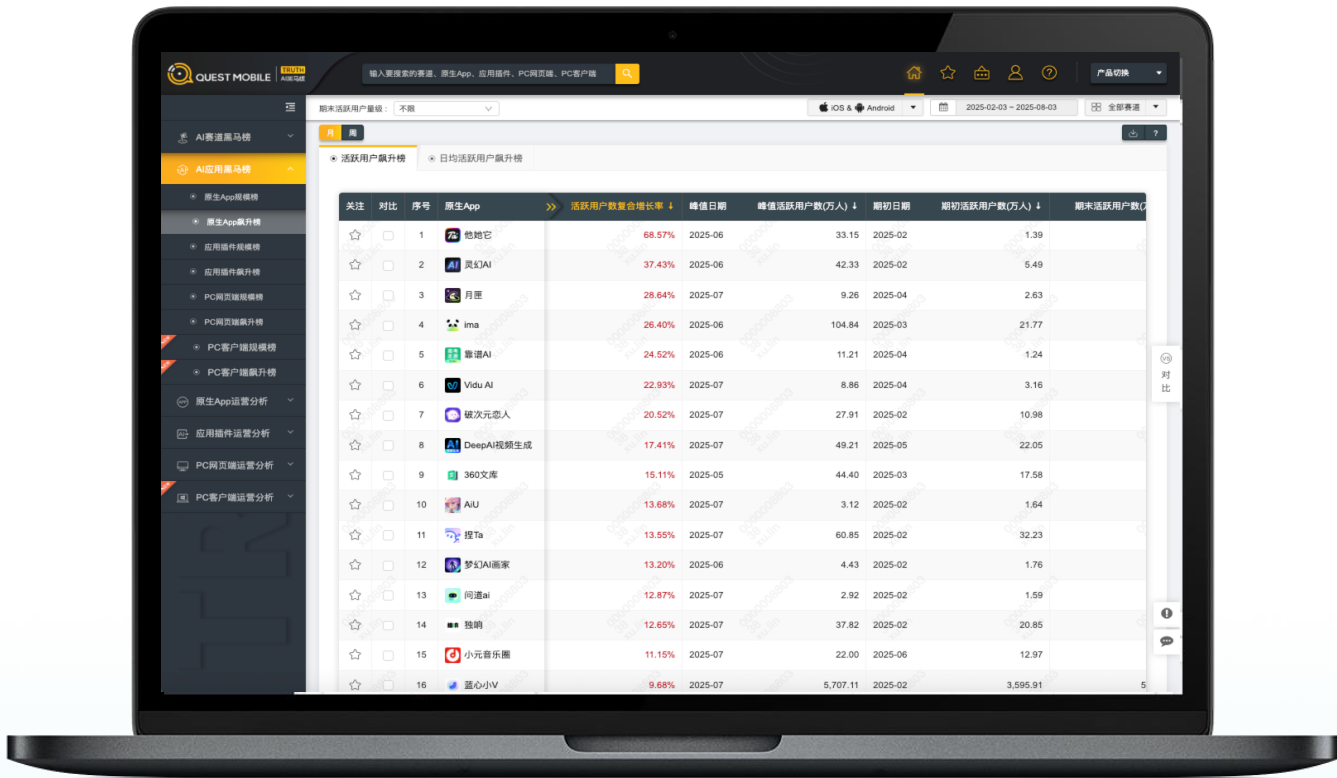 QUEST MOBILE TRUTH
输入要搜索的赛道、原生App、应用插件、PC网页端、PC客户端
产品切换
期末活跃用户量级： 不限
iOS & Android
2025-02-03 ~ 2025-08-03
全部赛道
AI赛道黑马榜
AI应用黑马榜
原生App规模榜
原生App飙升榜
应用插件规模榜
应用插件飙升榜
PC网页端规模榜
PC网页端飙升榜
PC客户端规模榜
PC客户端飙升榜
原生App运营分析
应用插件运营分析
PC网页端运营分析
PC客户端运营分析
月 周
?
活跃用户飙升榜 日均活跃用户飙升榜
关注 对比 序号 原生App 活跃用户数复合增长率 ↓ 峰值日期 峰值活跃用户数(万人) ↓ 期初日期 期初活跃用户数(万人) ↓ 期末活跃用户数(
1 他她它 68.57% 2025-06 33.15 2025-02 1.39
2 灵幻AI 37.43% 2025-06 42.33 2025-02 5.49
3 月匣 28.64% 2025-07 9.26 2025-04 2.63
4 ima 26.40% 2025-06 104.84 2025-03 21.77
5 靠谱AI 24.52% 2025-06 11.21 2025-04 1.24
6 Vidu AI 22.93% 2025-07 8.86 2025-04 3.16
7 破次元恋人 20.52% 2025-07 27.91 2025-02 10.98
8 DeepAI视频生成 17.41% 2025-07 49.21 2025-05 22.05
9 360文库 15.11% 2025-05 44.40 2025-03 17.58
10 AiU 13.68% 2025-07 3.12 2025-02 1.64
11 捏Ta 13.55% 2025-07 60.85 2025-02 32.23
12 梦幻AI画家 13.20% 2025-06 4.43 2025-02 1.76
13 问道ai 12.87% 2025-07 2.92 2025-02 1.59
14 独响 12.65% 2025-07 37.82 2025-02 20.85
15 小元音乐圈 11.15% 2025-07 22.00 2025-06 12.97
16 蓝心小V 9.68% 2025-07 5,707.11 2025-02 3,595.91 5
VS
对
比